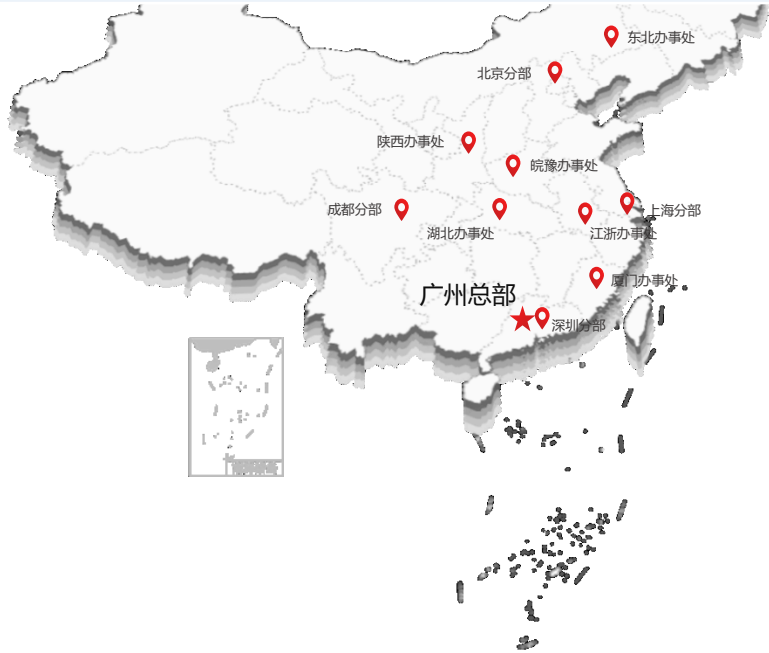 东北办事处
北京分部
陕西办事处
皖豫办事处
成都分部
上海分部
湖北办事处
江浙办事处
厦门办事处
广州总部
深圳分部